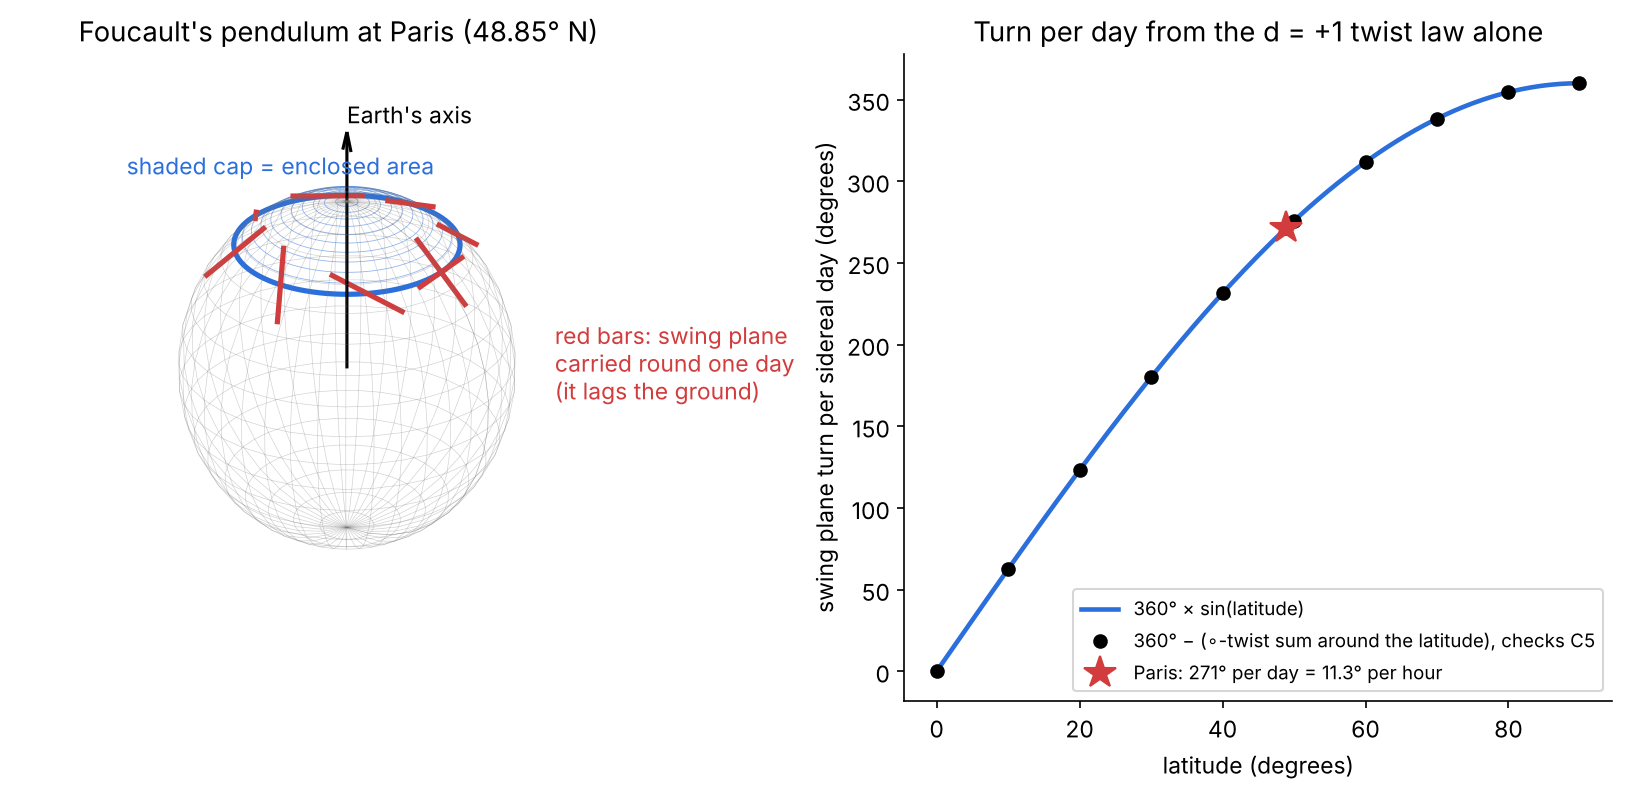 Foucault's pendulum at Paris (48.85° N)
Earth's axis
shaded cap = enclosed area
red bars: swing plane
carried round one day
(it lags the ground)
Turn per day from the d = +1 twist law alone
swing plane turn per sidereal day (degrees)
350
300
250
200
150
100
50
0
360° × sin(latitude)
360° − (∘-twist sum around the latitude), checks C5
Paris: 271° per day = 11.3° per hour
0 20 40 60 80
latitude (degrees)